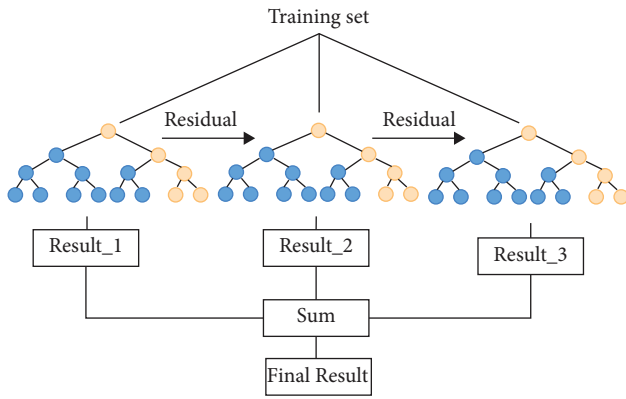 Training set
Residual
Residual
Result_1
Result_2
Result_3
Sum
Final Result